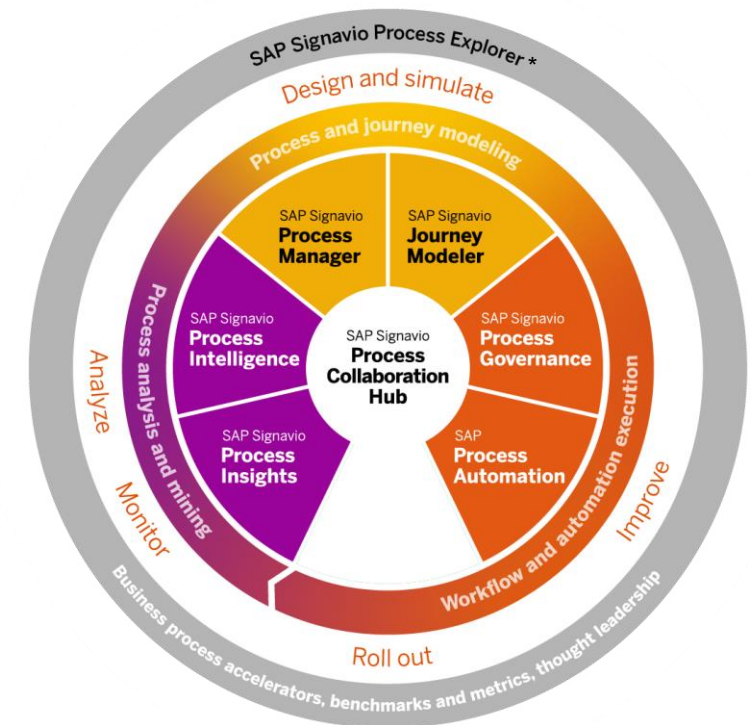 SAP Signavio Process Explorer *
Design and simulate
Process and journey modeling
SAP Signavio
Process
Manager
SAP Signavio
Journey
Modeler
SAP Signavio
Process
Intelligence
SAP Signavio
Process
Collaboration
Hub
SAP Signavio
Process
Governance
SAP Signavio
Process
Insights
SAP
Process
Automation
Process analysis and mining
Workflow and automation execution
Analyze
Monitor
Improve
Roll out
Business process accelerators, benchmarks and metrics, thought leadership